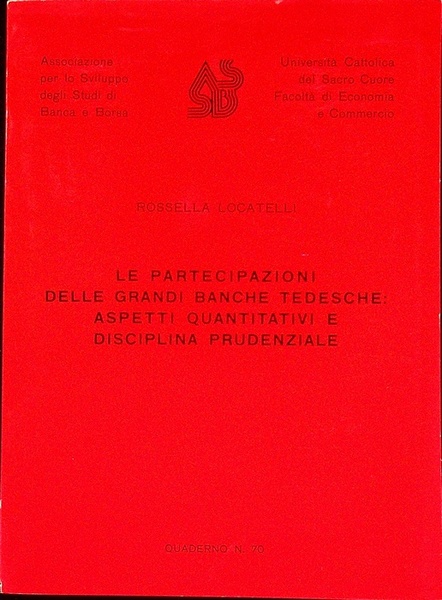 Associazione
per lo Sviluppo
degli Studi di
Banca e Borsa
ASSBB
Università Cattolica
del Sacro Cuore
Facoltà di Economia
e Commercio
ROSSELLA LOCATELLI
LE PARTECIPAZIONI
DELLE GRANDI BANCHE TEDESCHE:
ASPETTI QUANTITATIVI E
DISCIPLINA PRUDENZIALE
QUADERNO N. 70